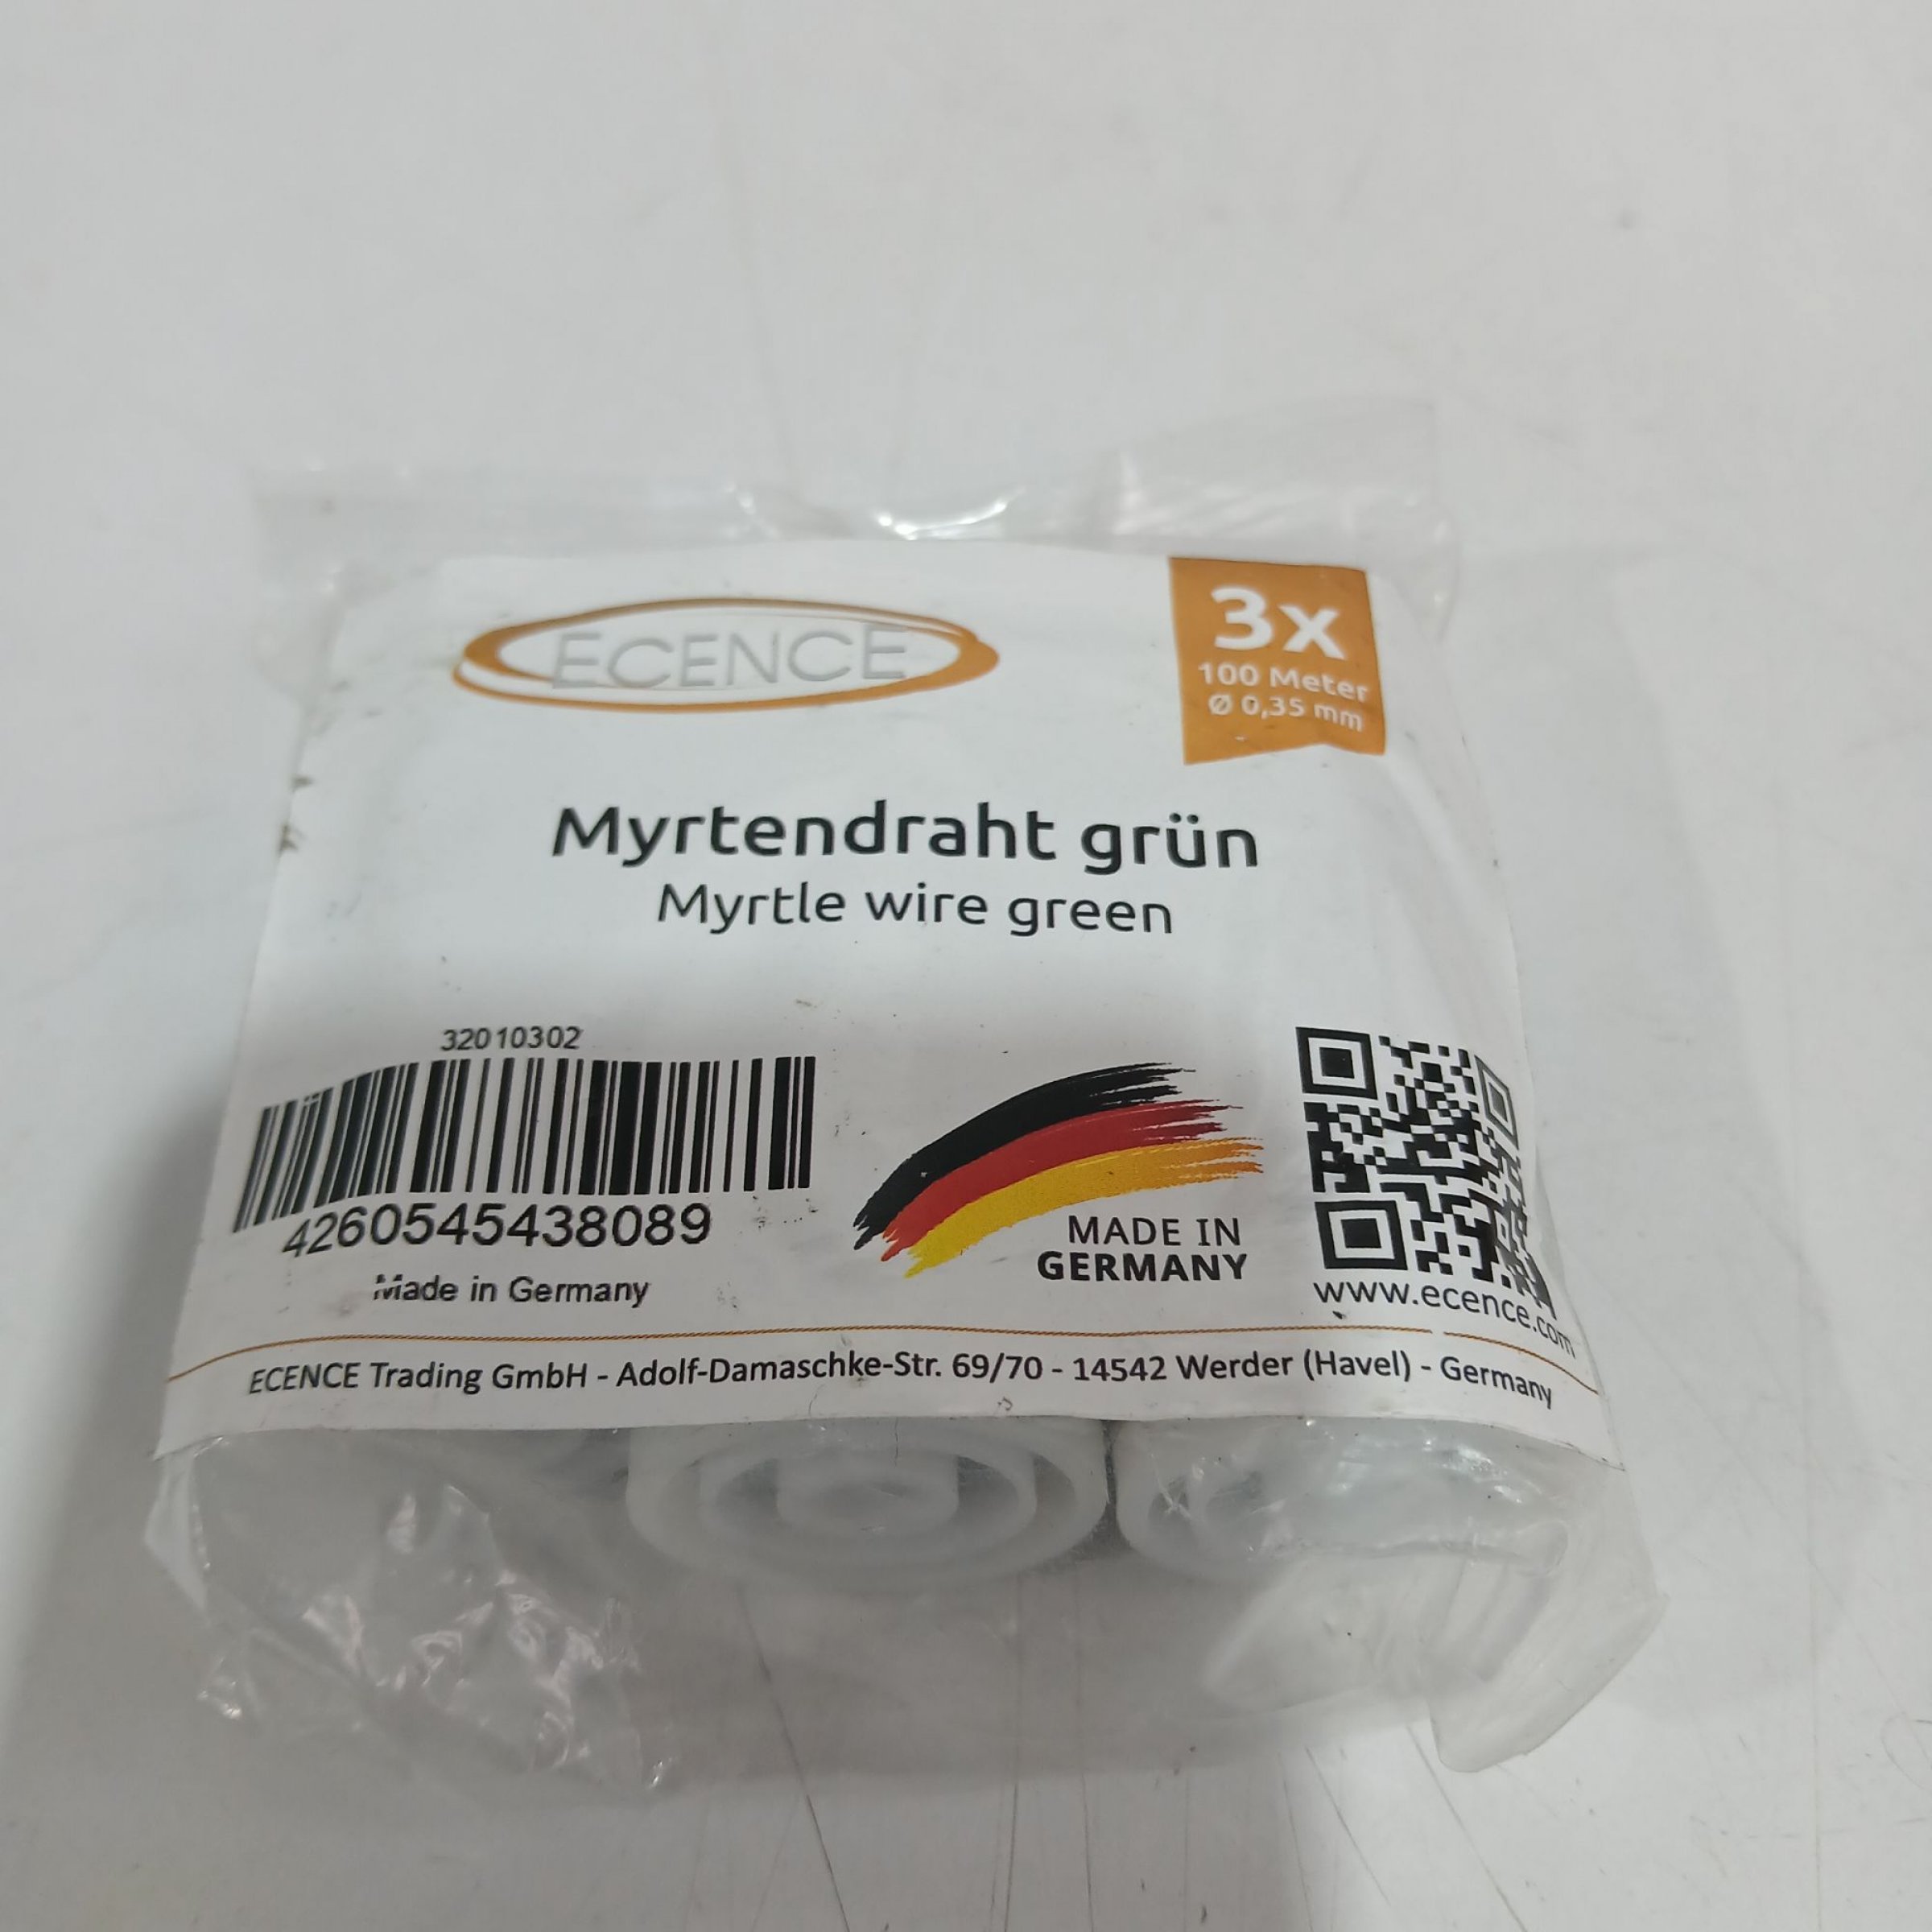 ECENCE
3x
100 Meter
Ø 0,35 mm
Myrtendraht grün
Myrtle wire green
32010302
4260545438089
Made in Germany
MADE IN
GERMANY
www.ecence.com
ECENCE Trading GmbH - Adolf-Damaschke-Str. 69/70 - 14542 Werder (Havel) - Germany